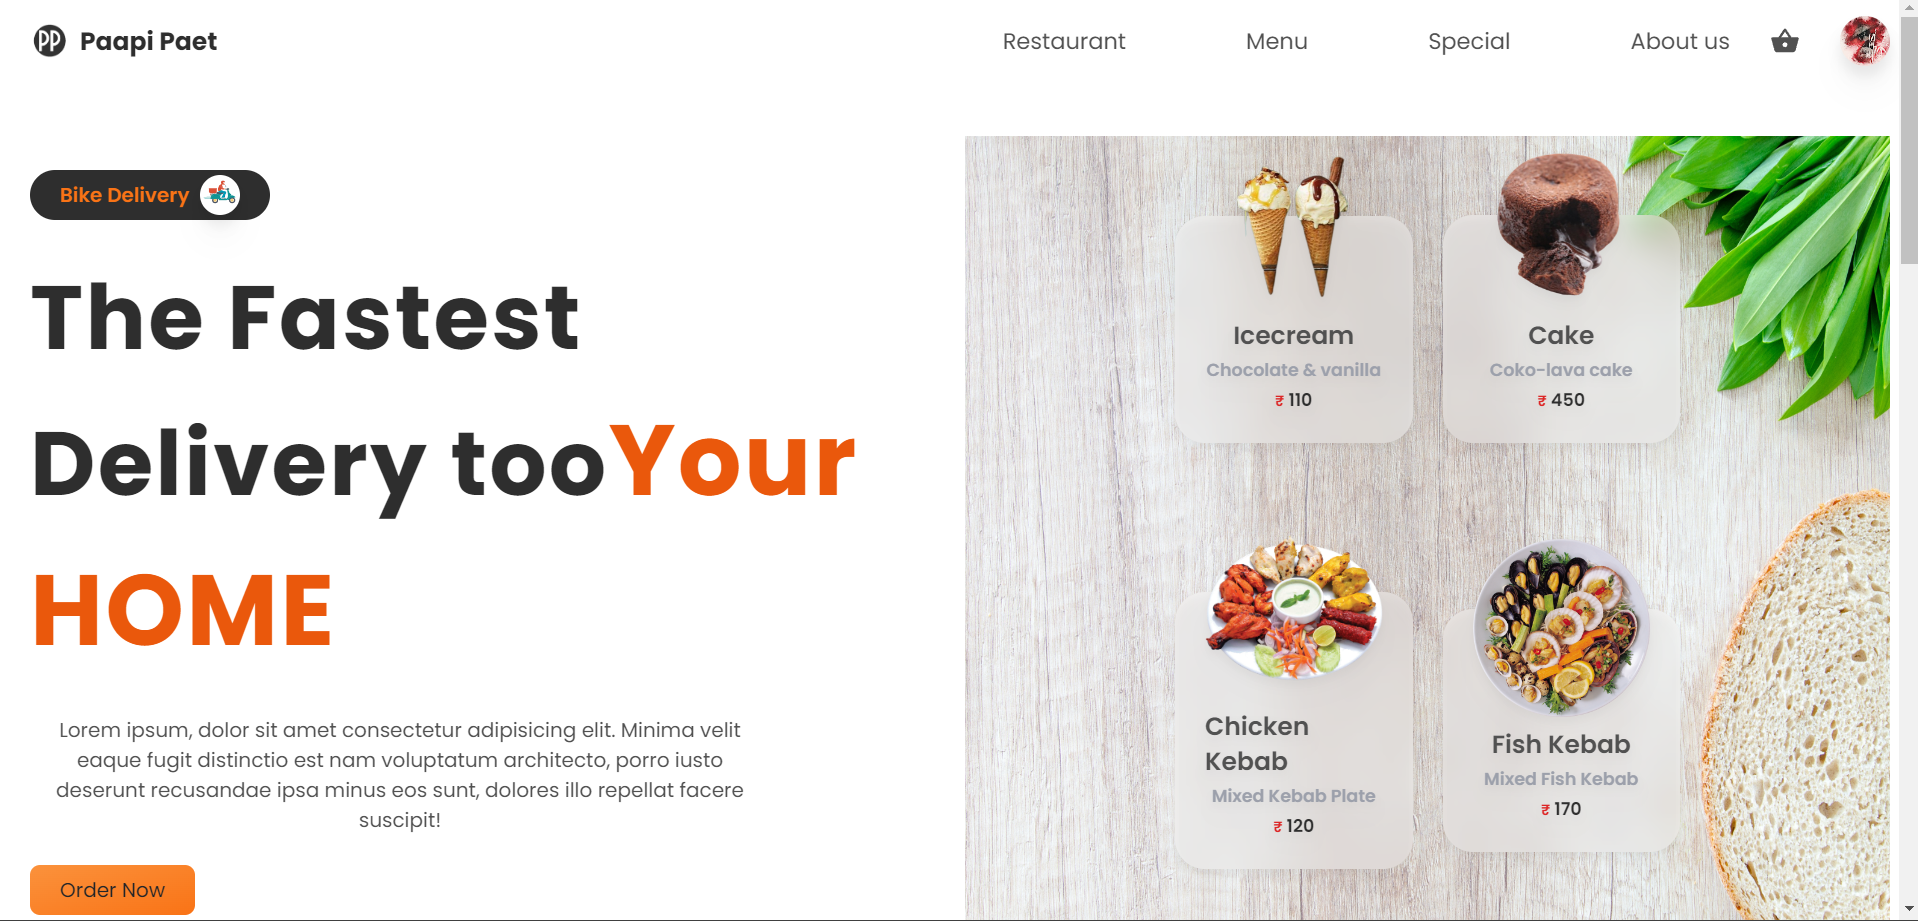 PP Paapi Paet
Restaurant Menu Special About us
Bike Delivery
The Fastest
Delivery tooYour
HOME
Lorem ipsum, dolor sit amet consectetur adipisicing elit. Minima velit
eaque fugit distinctio est nam voluptatum architecto, porro iusto
deserunt recusandae ipsa minus eos sunt, dolores illo repellat facere
suscipit!
Order Now
Icecream
Chocolate & vanilla
₹ 110
Cake
Coko-lava cake
₹ 450
Chicken
Kebab
Mixed Kebab Plate
₹ 120
Fish Kebab
Mixed Fish Kebab
₹ 170